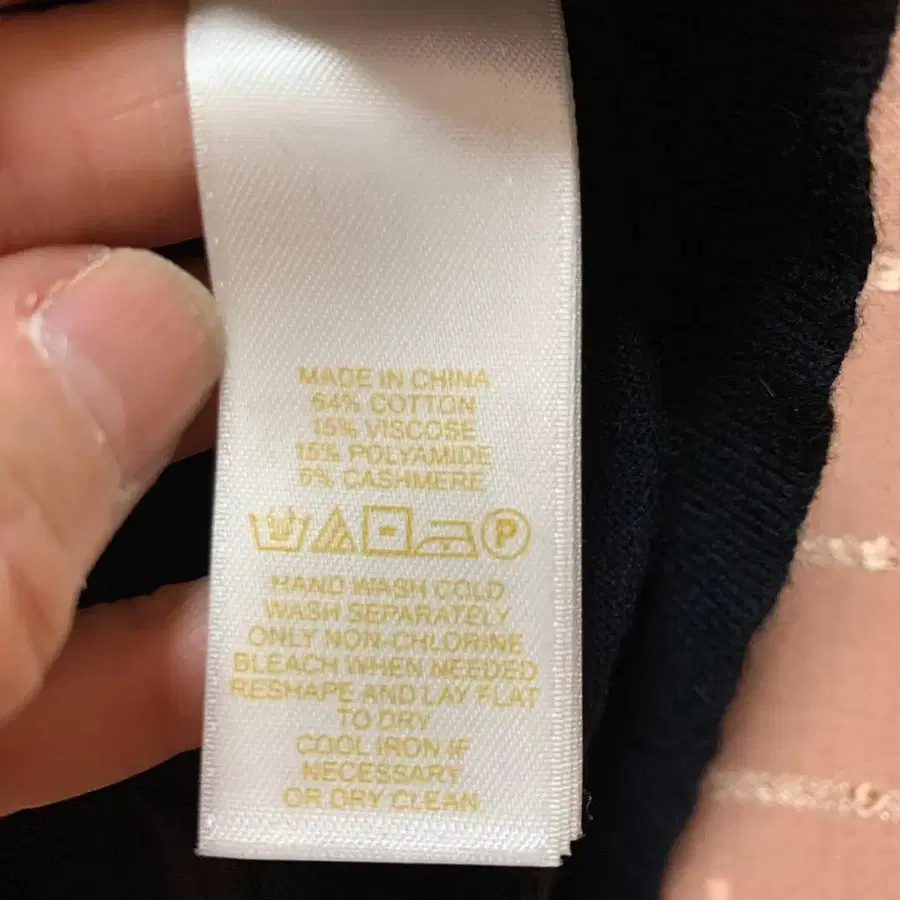 MADE IN CHINA
64% COTTON
15% VISCOSE
15% POLYAMIDE
6% CASHMERE
P
HAND WASH COLD
WASH SEPARATELY
ONLY NON-CHLORINE
BLEACH WHEN NEEDED
RESHAPE AND LAY FLAT
TO DRY
COOL IRON IF
NECESSARY
OR DRY CLEAN